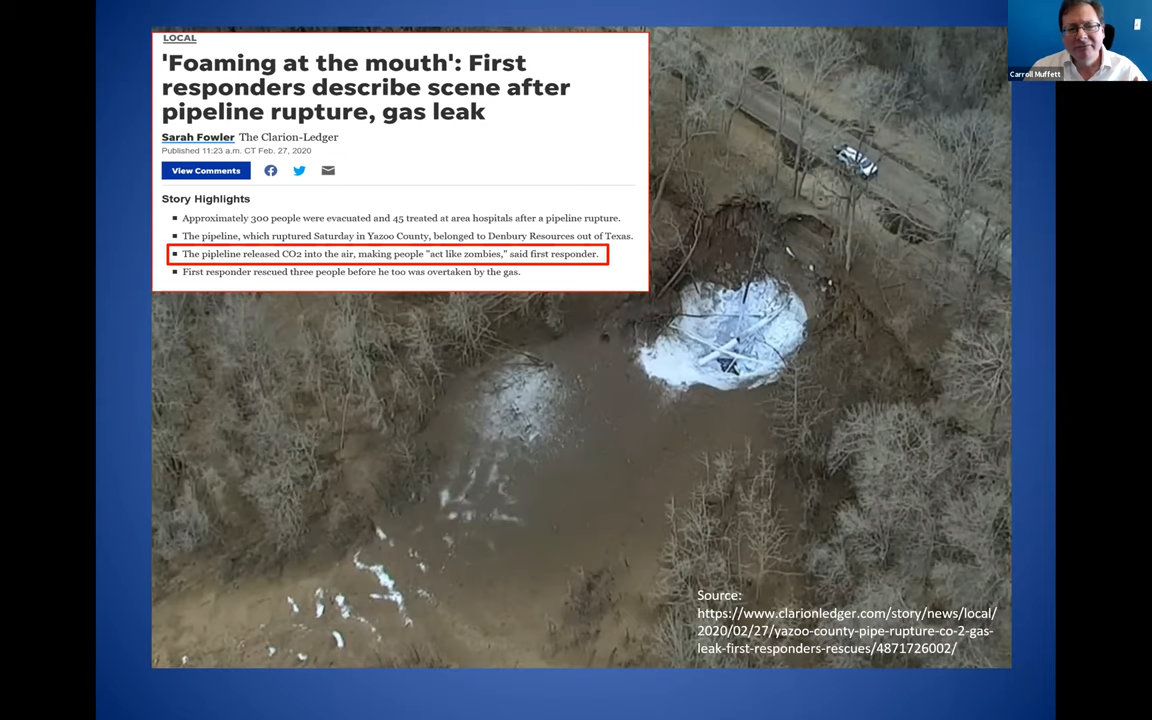 LOCAL
'Foaming at the mouth': First
responders describe scene after
pipeline rupture, gas leak
Sarah Fowler The Clarion-Ledger
Published 11:23 a.m. CT Feb. 27, 2020
View Comments
Story Highlights
Approximately 300 people were evacuated and 45 treated at area hospitals after a pipeline rupture.
The pipeline, which ruptured Saturday in Yazoo County, belonged to Denbury Resources out of Texas.
The pipleline released CO2 into the air, making people "act like zombies," said first responder.
First responder rescued three people before he too was overtaken by the gas.
Source:
https://www.clarionledger.com/story/news/local/
2020/02/27/yazoo-county-pipe-rupture-co-2-gas-
leak-first-responders-rescues/4871726002/
Carroll Muffett